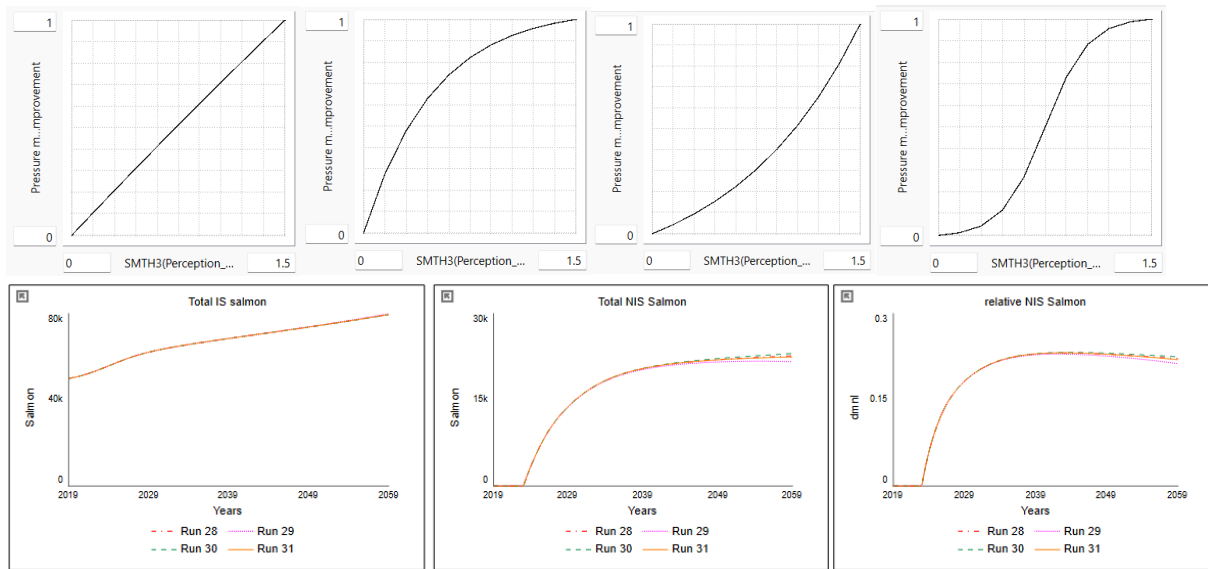 1
Pressure m...mprovement
0
0
SMTH3(Perception_...
1.5
1
Pressure m...mprovement
0
0
SMTH3(Perception_...
1.5
1
Pressure m...mprovement
0
0
SMTH3(Perception_...
1.5
1
Pressure m...mprovement
0
0
SMTH3(Perception_...
1.5
Total IS salmon
80k
40k
0
Salmon
2019 2029 2039 2049 2059
Years
Run 28 Run 29
Run 30 Run 31
Total NIS Salmon
30k
15k
0
Salmon
2019 2029 2039 2049 2059
Years
Run 28 Run 29
Run 30 Run 31
relative NIS Salmon
0.3
0.15
0
dmnl
2019 2029 2039 2049 2059
Years
Run 28 Run 29
Run 30 Run 31